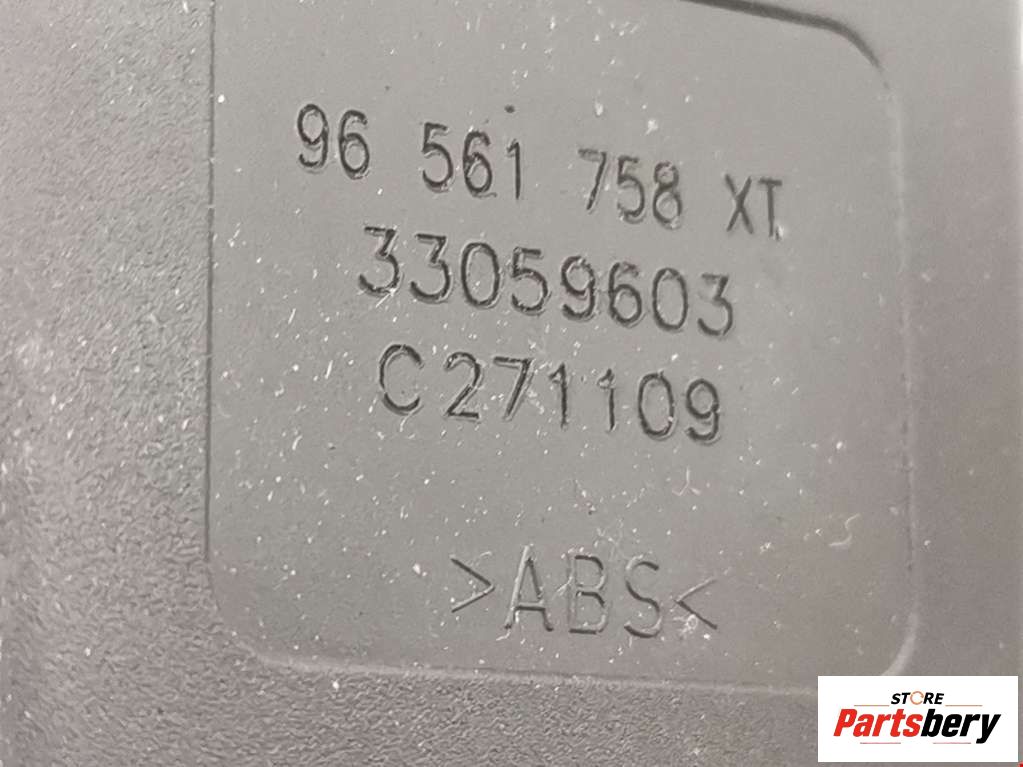 96 561 758 XT
33059603
C271109
>ABS<
STORE
Partsbery